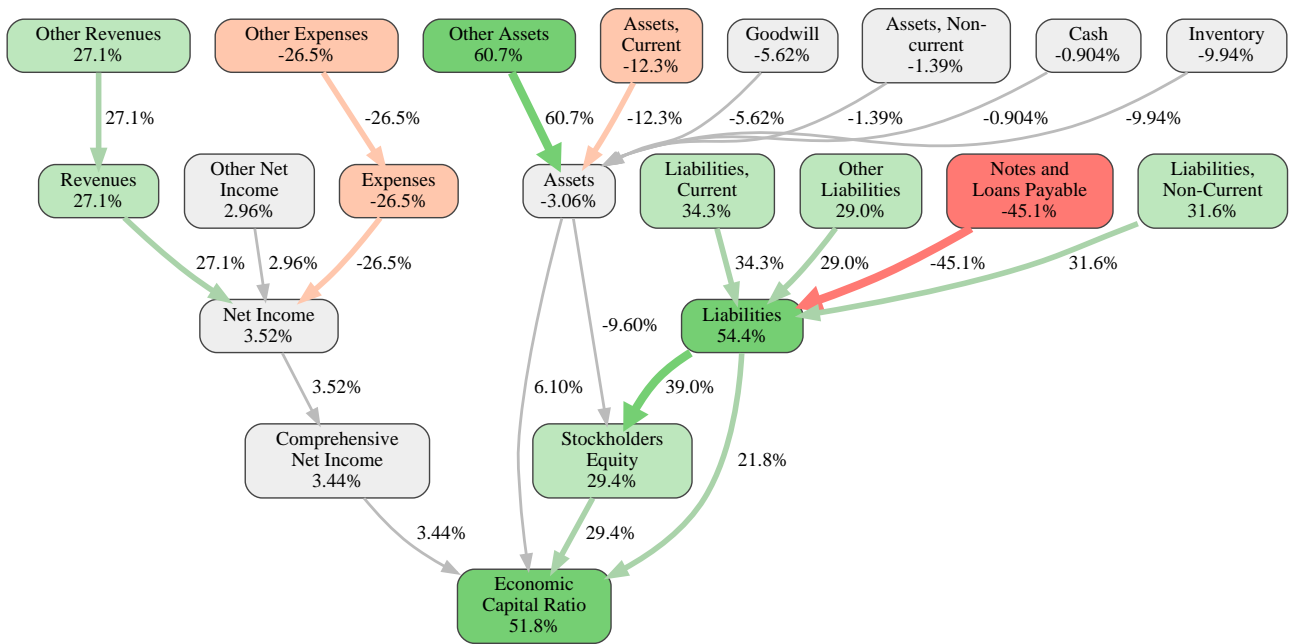 Other Revenues
27.1%
Other Expenses
-26.5%
Other Assets
60.7%
Assets,
Current
-12.3%
Goodwill
-5.62%
Assets, Non-
current
-1.39%
Cash
-0.904%
Inventory
-9.94%
27.1%
-26.5%
60.7%
-12.3%
-5.62%
-1.39%
-0.904%
-9.94%
Revenues
27.1%
Other Net
Income
2.96%
Expenses
-26.5%
Assets
-3.06%
Liabilities,
Current
34.3%
Other
Liabilities
29.0%
Notes and
Loans Payable
-45.1%
Liabilities,
Non-Current
31.6%
27.1%
2.96%
-26.5%
34.3%
29.0%
-45.1%
31.6%
Net Income
3.52%
-9.60%
Liabilities
54.4%
3.52%
6.10%
39.0%
Comprehensive
Net Income
3.44%
Stockholders
Equity
29.4%
21.8%
3.44%
29.4%
Economic
Capital Ratio
51.8%